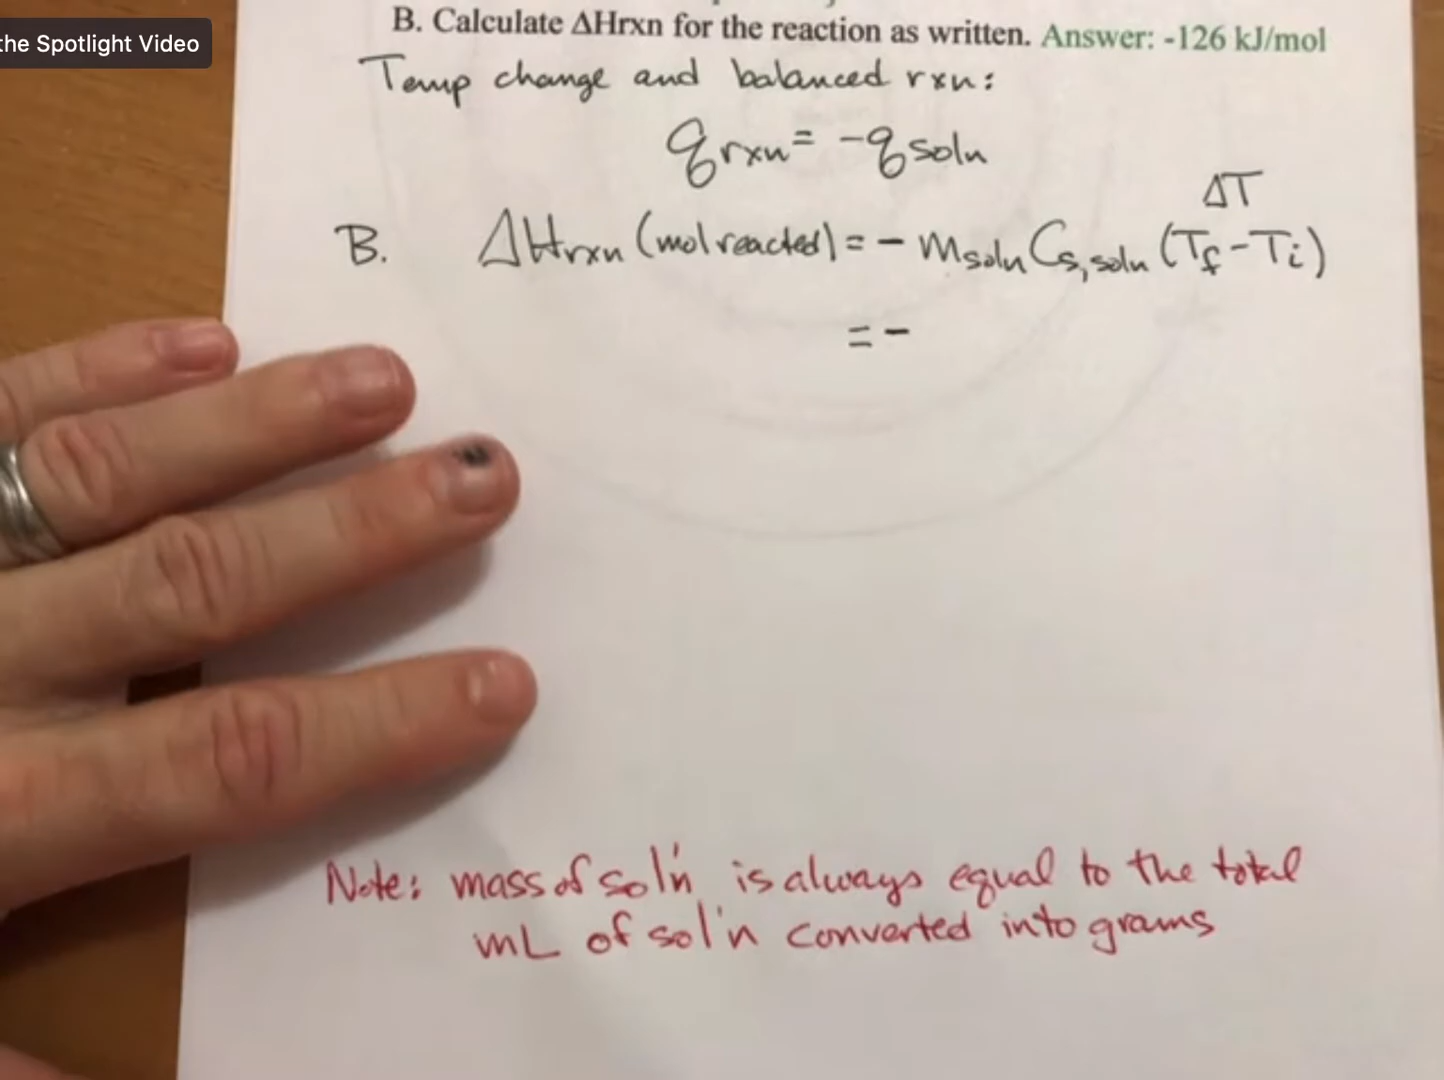 the Spotlight Video
B. Calculate ΔHrxn for the reaction as written. Answer: -126 kJ/mol
Temp change and balanced rxn:
qrxn = -qsoln
ΔT
B. ΔHrxn (mol reacted) = - msoln Cs,soln (Tf - Ti)
= -
Note: mass of sol'n is always equal to the total
mL of sol'n converted into grams